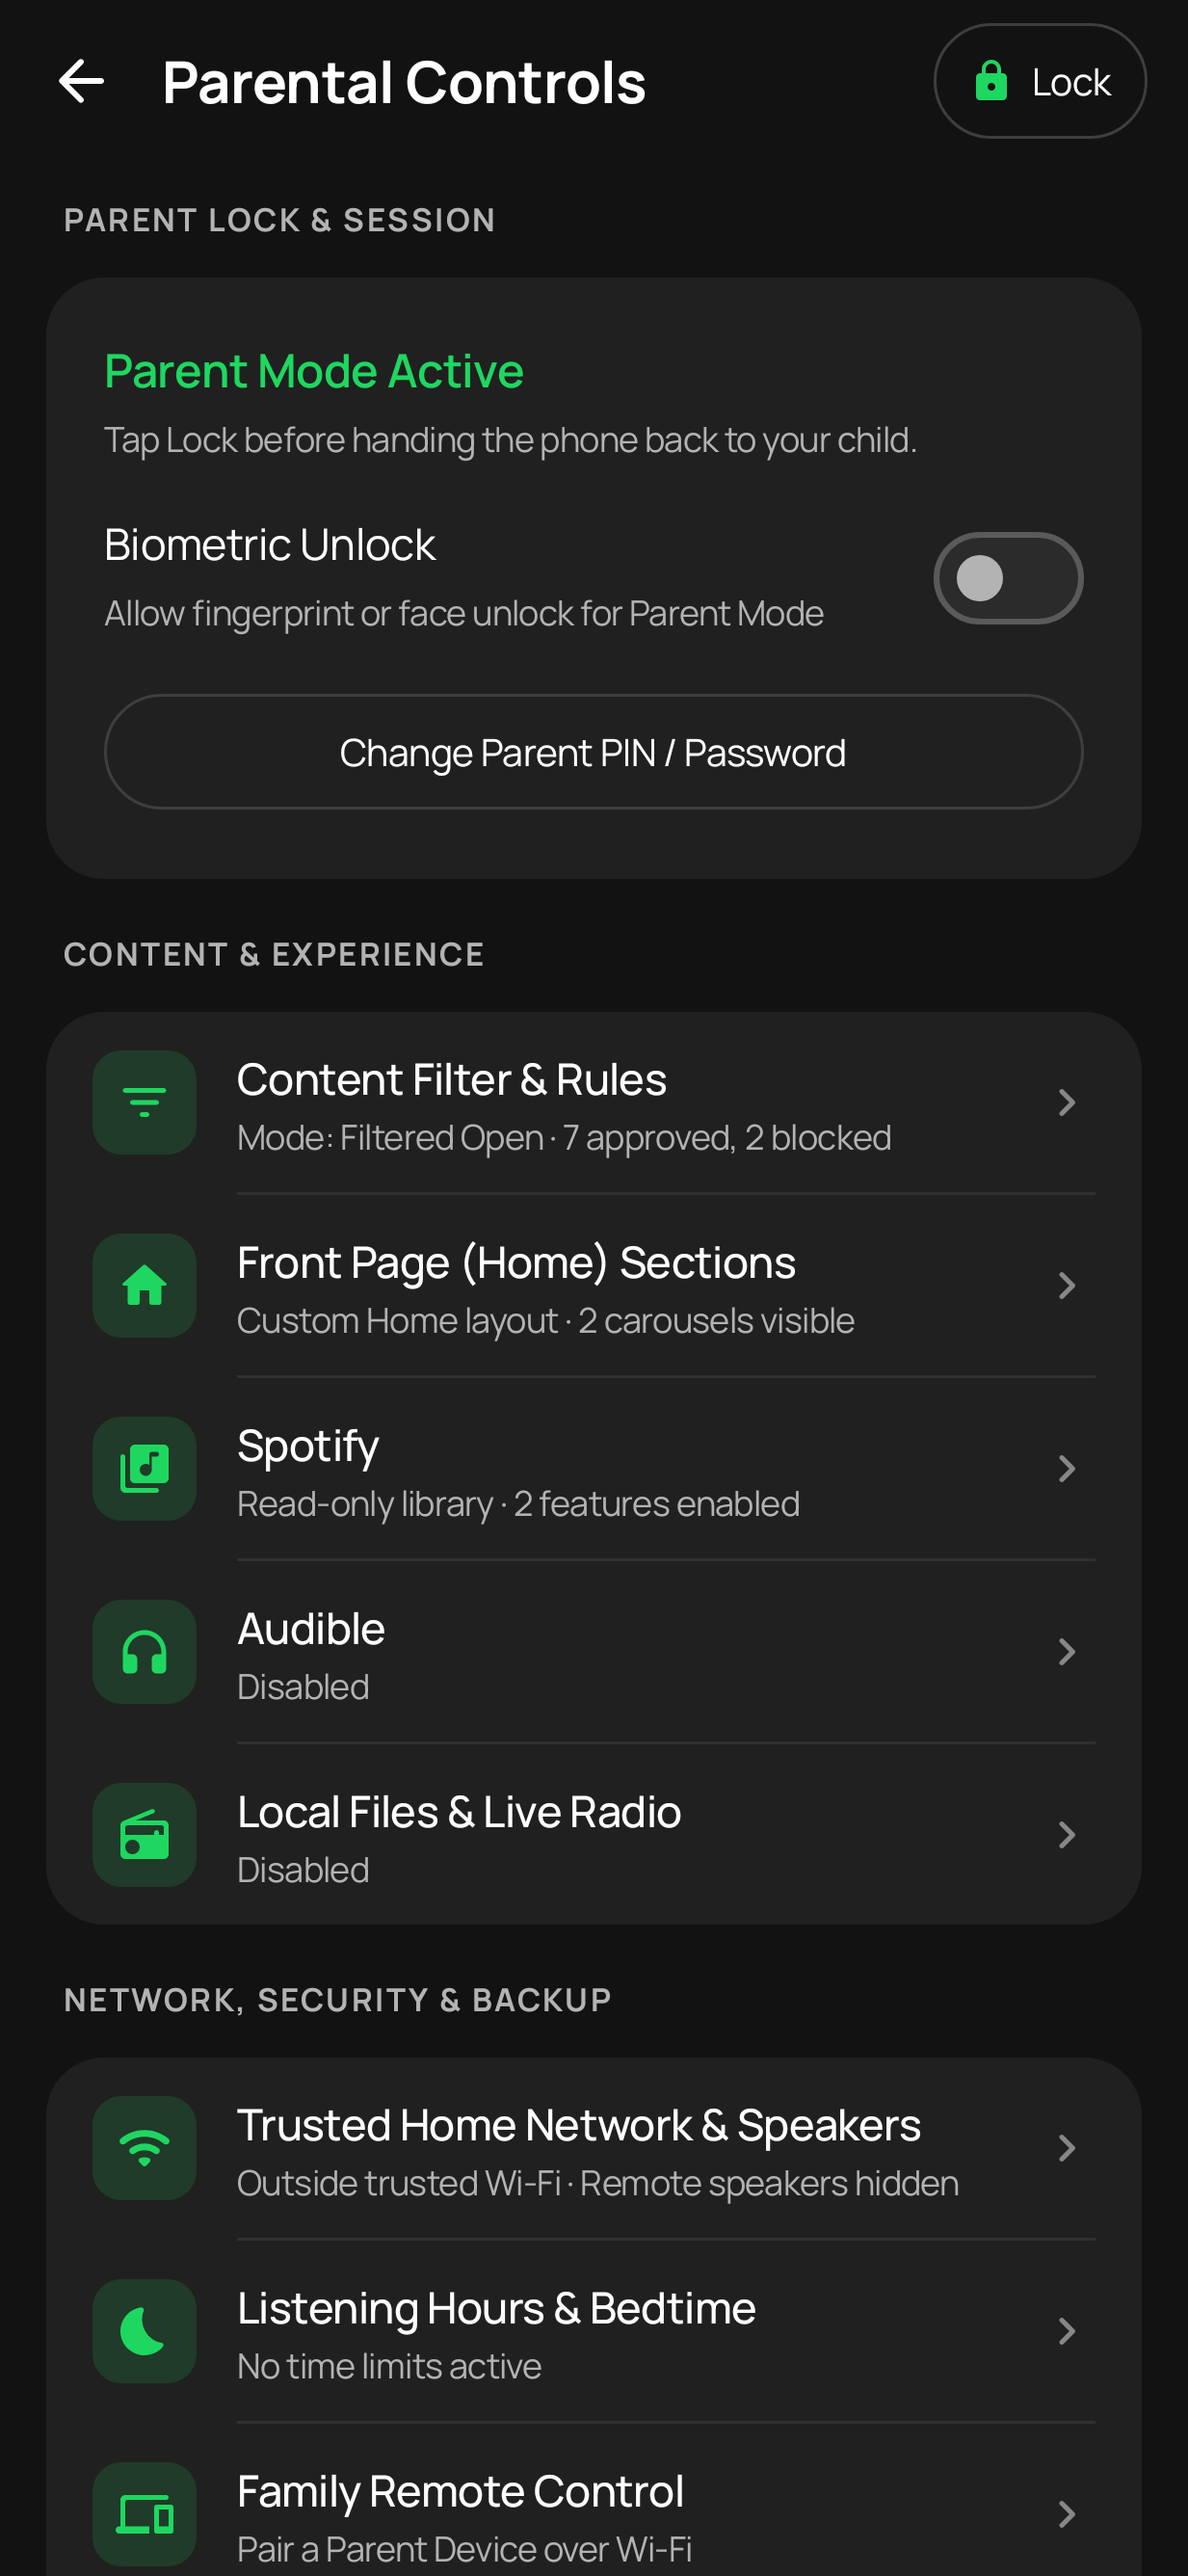 Parental Controls
Lock
PARENT LOCK & SESSION
Parent Mode Active
Tap Lock before handing the phone back to your child.
Biometric Unlock
Allow fingerprint or face unlock for Parent Mode
Change Parent PIN / Password
CONTENT & EXPERIENCE
Content Filter & Rules
Mode: Filtered Open · 7 approved, 2 blocked
Front Page (Home) Sections
Custom Home layout · 2 carousels visible
Spotify
Read-only library · 2 features enabled
Audible
Disabled
Local Files & Live Radio
Disabled
NETWORK, SECURITY & BACKUP
Trusted Home Network & Speakers
Outside trusted Wi-Fi · Remote speakers hidden
Listening Hours & Bedtime
No time limits active
Family Remote Control
Pair a Parent Device over Wi-Fi